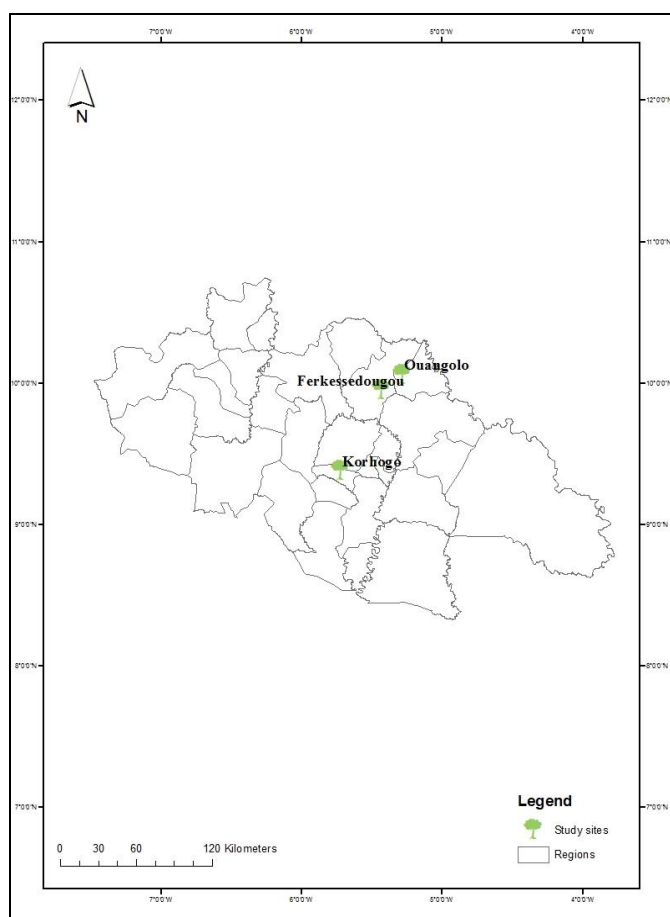 7°0'0"W 6°0'0"W 5°0'0"W 4°0'0"W
12°0'0"N 12°0'0"N
N
11°0'0"N 11°0'0"N
Ouangolo
10°0'0"N 10°0'0"N
Ferkessedougou
Korhogo
9°0'0"N 9°0'0"N
8°0'0"N 8°0'0"N
7°0'0"N 7°0'0"N
Legend
Study sites
Regions
0 30 60 120 Kilometers
7°0'0"W 6°0'0"W 5°0'0"W 4°0'0"W